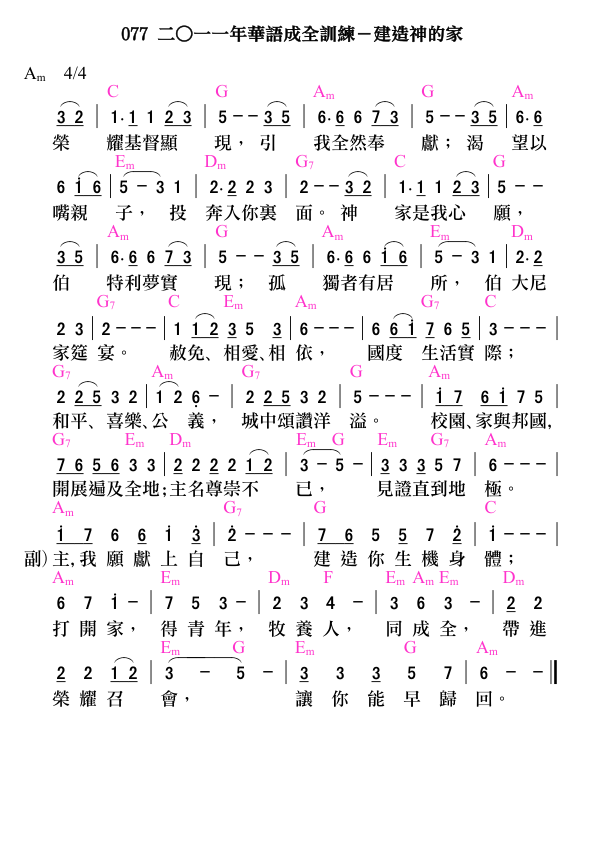 077 二〇一一年華語成全訓練－建造神的家
Am 4/4
C G Am G Am
3 2 | 1· 1 1 2 3 | 5 - - 3 5 | 6· 6 6 7 3 | 5 - - 3 5 | 6· 6
榮 耀基督顯 現， 引 我全然奉 獻； 渴 望以
Em Dm G7 C G
6 i 6 | 5 - 3 1 | 2· 2 2 3 | 2 - - 3 2 | 1· 1 1 2 3 | 5 - -
嘴親 子， 投 奔入你裏 面。 神 家是我心 願，
Am G Am Em Dm
3 5 | 6· 6 6 7 3 | 5 - - 3 5 | 6· 6 6 i 6 | 5 - 3 1 | 2· 2
伯 特利夢實 現； 孤 獨者有居 所， 伯 大尼
G7 C Em Am G7 C
2 3 | 2 - - - | 1 1 2 3 5 3 | 6 - - - | 6 6 i 7 6 5 | 3 - - - |
家筵 宴。 赦免、相愛、相 依， 國度 生活實 際；
G7 Am G7 G Am
2 2 5 3 2 | 1 2 6 - | 2 2 5 3 2 | 5 - - - | i 7 6 i 7 5 |
和平、喜樂、公 義， 城中頌讚洋 溢。 校園、家與邦國，
G7 Em Dm Em G Em G7 Am
7 6 5 6 3 3 | 2 2 2 2 1 2 | 3 - 5 - | 3 3 3 5 7 | 6 - - - |
開展遍及全地；主名尊崇不 已， 見證直到地 極。
Am G7 G C
i 7 6 6 i 3 | 2 - - - | 7 6 5 5 7 2 | i - - - |
副）主，我 願 獻 上 自 己， 建 造 你 生 機 身 體；
Am Em Dm F Em Am Em Dm
6 7 i - | 7 5 3 - | 2 3 4 - | 3 6 3 - | 2 2
打 開 家， 得 青 年， 牧 養 人， 同 成 全， 帶 進
Em G Em G Am
2 2 1 2 | 3 - 5 - | 3 3 3 5 7 | 6 - - ‖
榮 耀 召 會， 讓 你 能 早 歸 回。